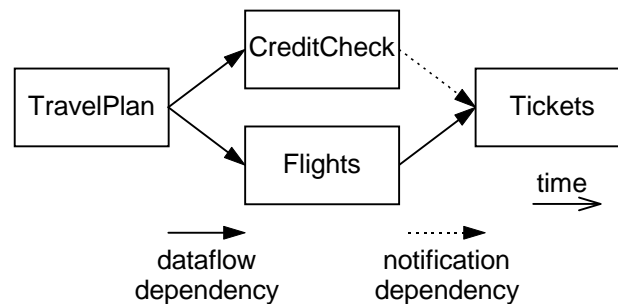 CreditCheck
TravelPlan
Tickets
Flights
time
dataflow
dependency
notification
dependency